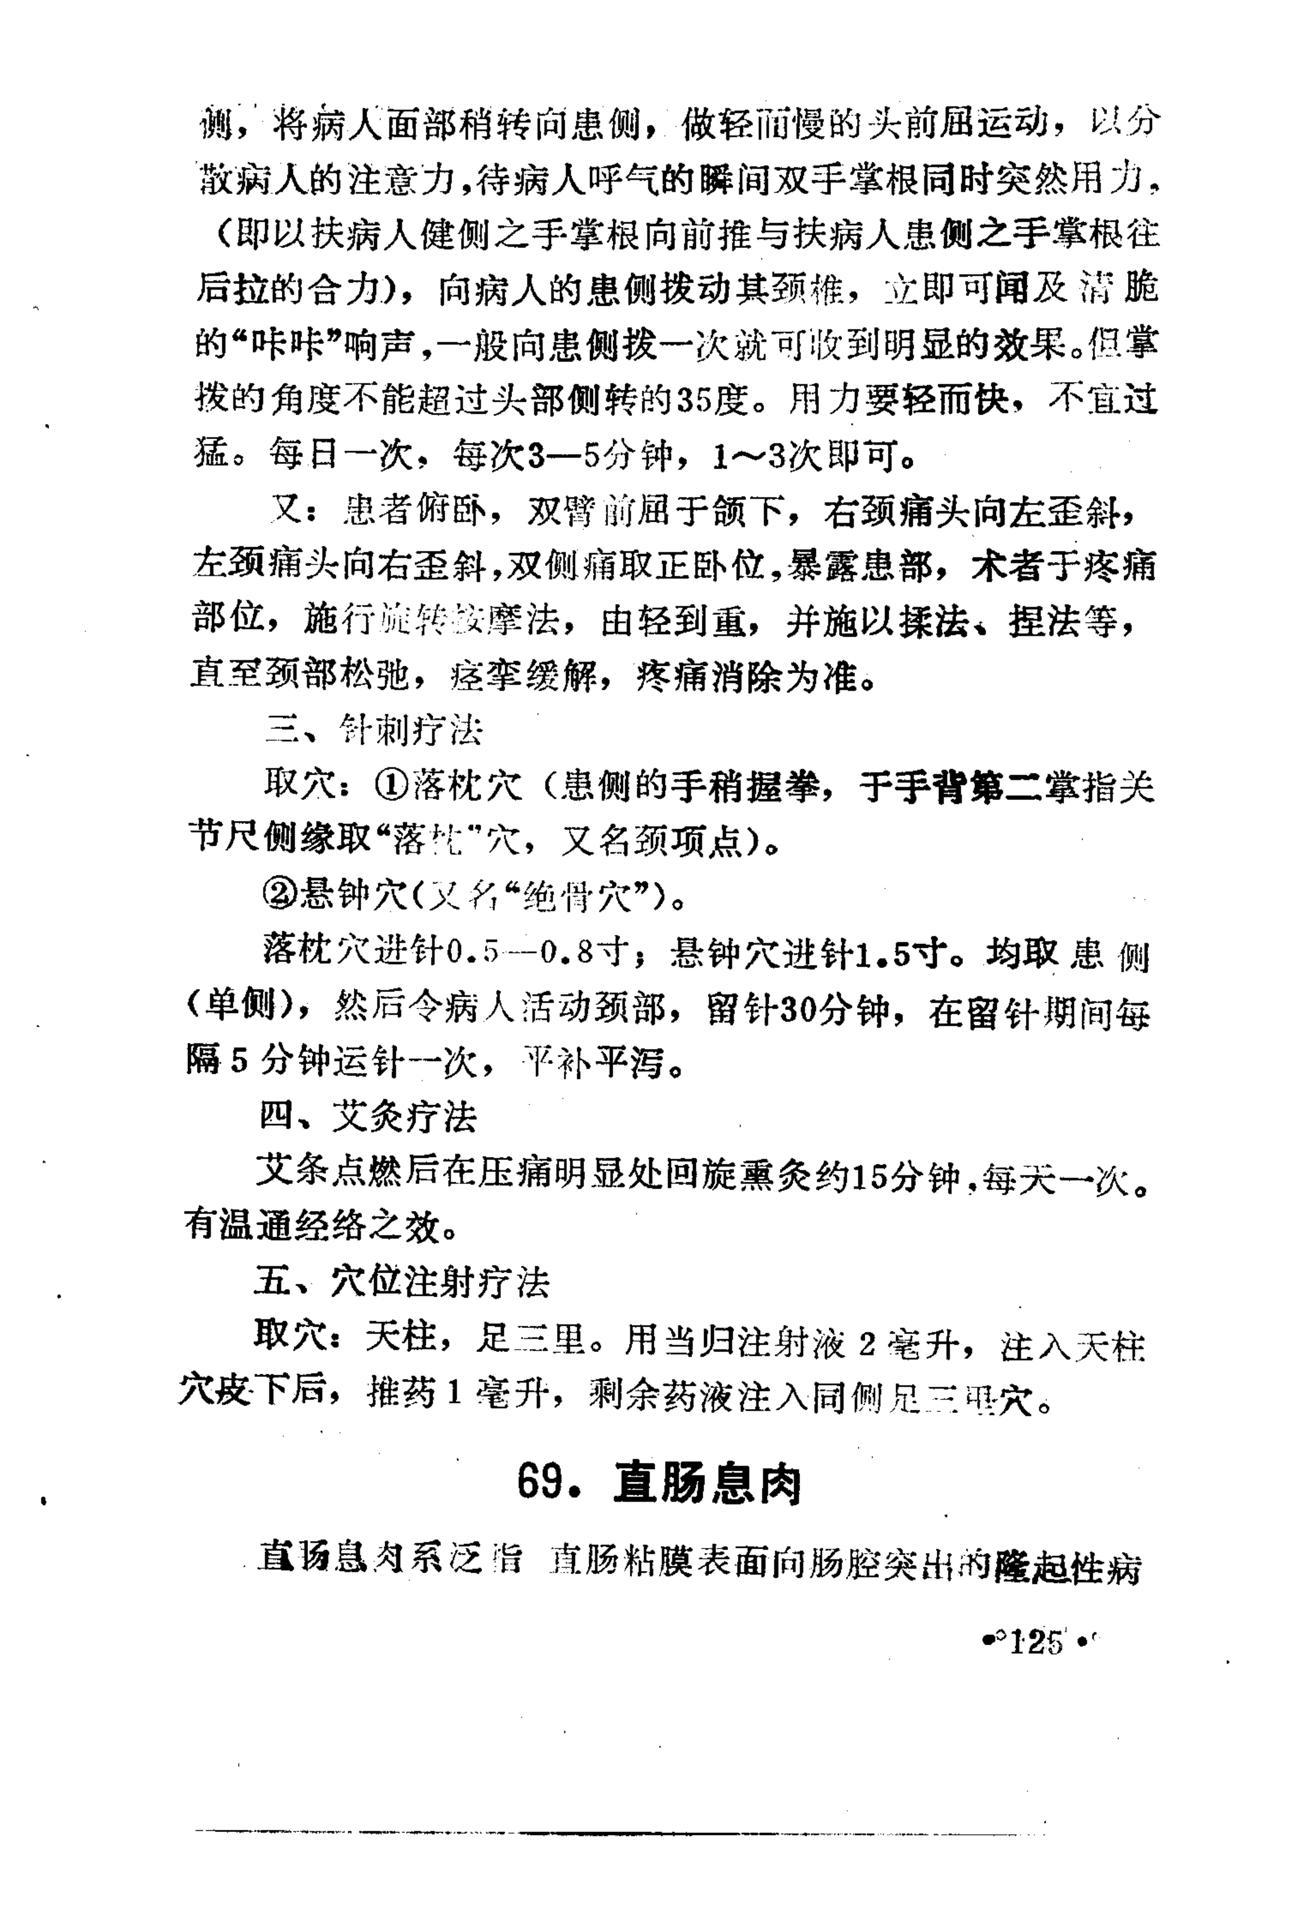 侧，将病人面部稍转向患侧，做轻而慢的头前屈运动，以分
散病人的注意力，待病人呼气的瞬间双手掌根同时突然用力，
（即以扶病人健侧之手掌根向前推与扶病人患侧之手掌根往
后拉的合力），向病人的患侧拨动其颈椎，立即可闻及清脆
的“咔咔”响声，一般向患侧拨一次就可收到明显的效果。但掌
拨的角度不能超过头部侧转的35度。用力要轻而快，不宜过
猛。每日一次，每次3—5分钟，1～3次即可。
又：患者俯卧，双臂前屈于颌下，右颈痛头向左歪斜，
左颈痛头向右歪斜，双侧痛取正卧位，暴露患部，术者于疼痛
部位，施行旋转按摩法，由轻到重，并施以揉法、捏法等，
直至颈部松弛，痉挛缓解，疼痛消除为准。
三、针刺疗法
取穴：①落枕穴（患侧的手稍握拳，于手背第二掌指关
节尺侧缘取“落枕”穴，又名颈项点）。
②悬钟穴（又名“绝骨穴”）。
落枕穴进针0.5—0.8寸；悬钟穴进针1.5寸。均取患侧
（单侧），然后令病人活动颈部，留针30分钟，在留针期间每
隔5分钟运针一次，平补平泻。
四、艾灸疗法
艾条点燃后在压痛明显处回旋熏灸约15分钟，每天一次。
有温通经络之效。
五、穴位注射疗法
取穴：天柱，足三里。用当归注射液2毫升，注入天柱
穴皮下后，推药1毫升，剩余药液注入同侧足三里穴。
69．直肠息肉
直肠息肉系泛指直肠粘膜表面向肠腔突出的隆起性病
•125•